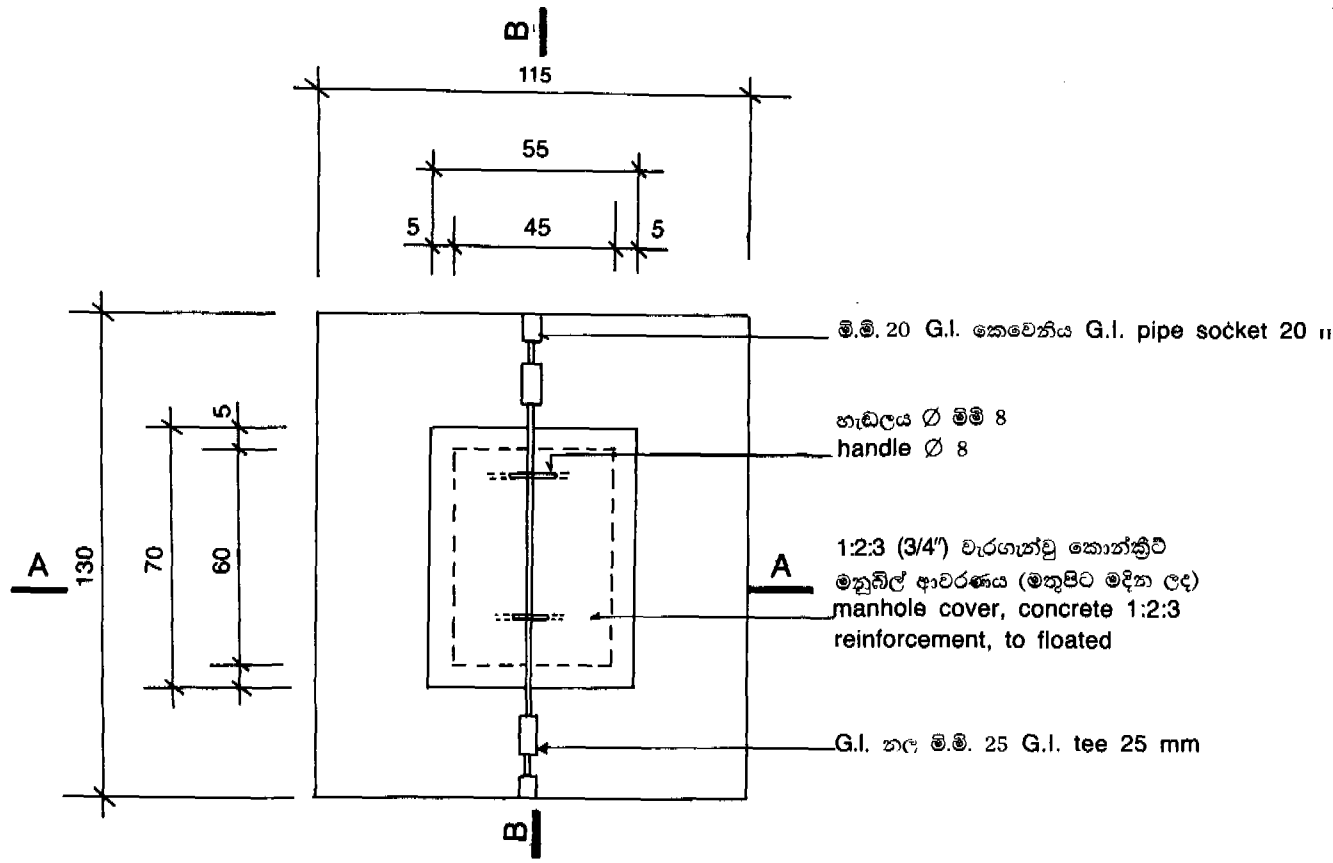 B
115
55
5 45 5
මි.මි. 20 G.I. කෙවෙනිය G.I. pipe socket 20
හැඬලය Ø මිමි 8
handle Ø 8
5
130
70
60
A
A
1:2:3 (3/4") වැරගැන්වු කොන්ක්‍රීට්
මනුබිල් ආවරණය (මතුපිට මදින ලද)
manhole cover, concrete 1:2:3
reinforcement, to floated
G.I. නල මි.මි. 25 G.I. tee 25 mm
B